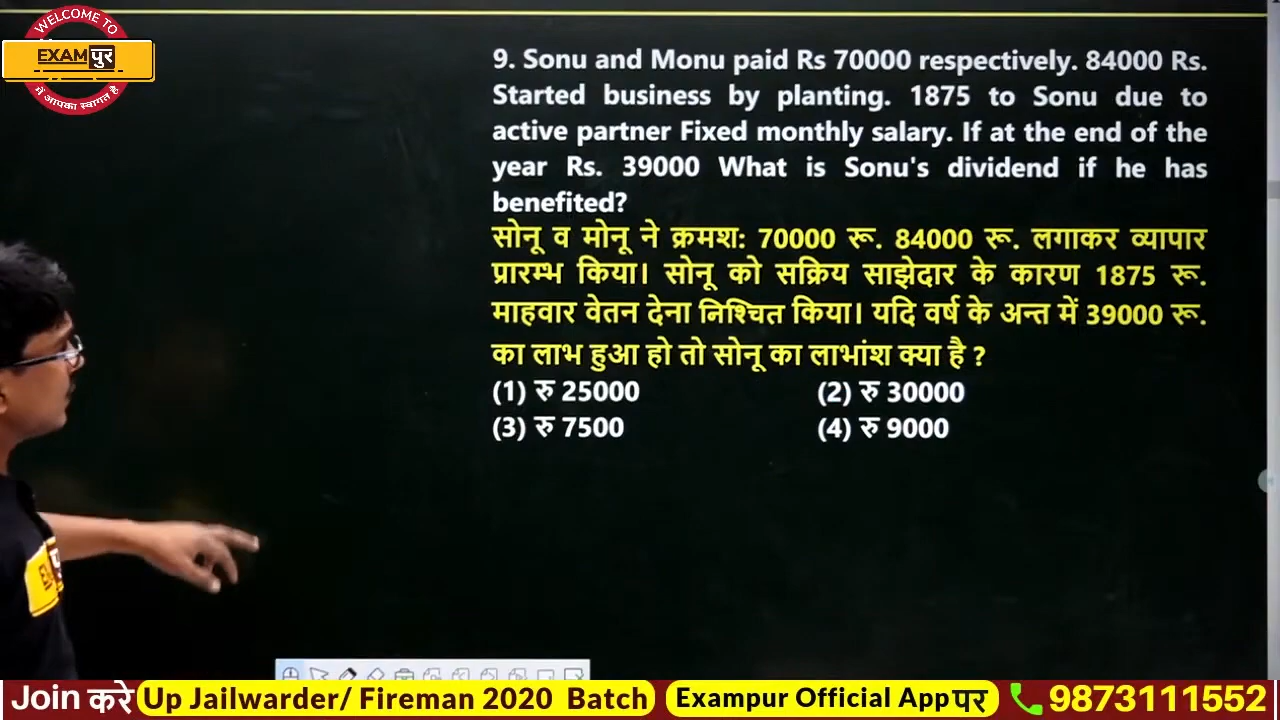 WELCOME TO
EXAMपुर
में आपका स्वागत है
9. Sonu and Monu paid Rs 70000 respectively. 84000 Rs.
Started business by planting. 1875 to Sonu due to
active partner Fixed monthly salary. If at the end of the
year Rs. 39000 What is Sonu's dividend if he has
benefited?
सोनू व मोनू ने क्रमश: 70000 रू. 84000 रू. लगाकर व्यापार
प्रारम्भ किया। सोनू को सक्रिय साझेदार के कारण 1875 रू.
माहवार वेतन देना निश्चित किया। यदि वर्ष के अन्त में 39000 रू.
का लाभ हुआ हो तो सोनू का लाभांश क्या है ?
(1) रु 25000 (2) रु 30000
(3) रु 7500 (4) रु 9000
Join करे Up Jailwarder/ Fireman 2020 Batch Exampur Official App पर 9873111552